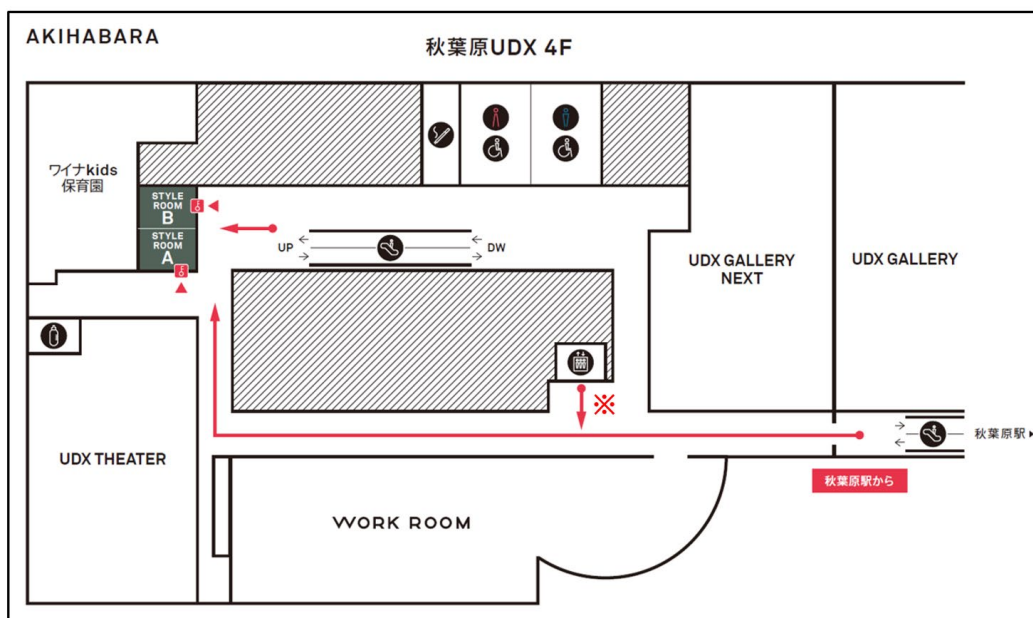 AKIHABARA
秋葉原UDX 4F
ワイナkids
保育園
STYLE
ROOM
B
STYLE
ROOM
A
UP
DW
UDX GALLERY
NEXT
UDX GALLERY
※
秋葉原駅
秋葉原駅から
UDX THEATER
WORK ROOM